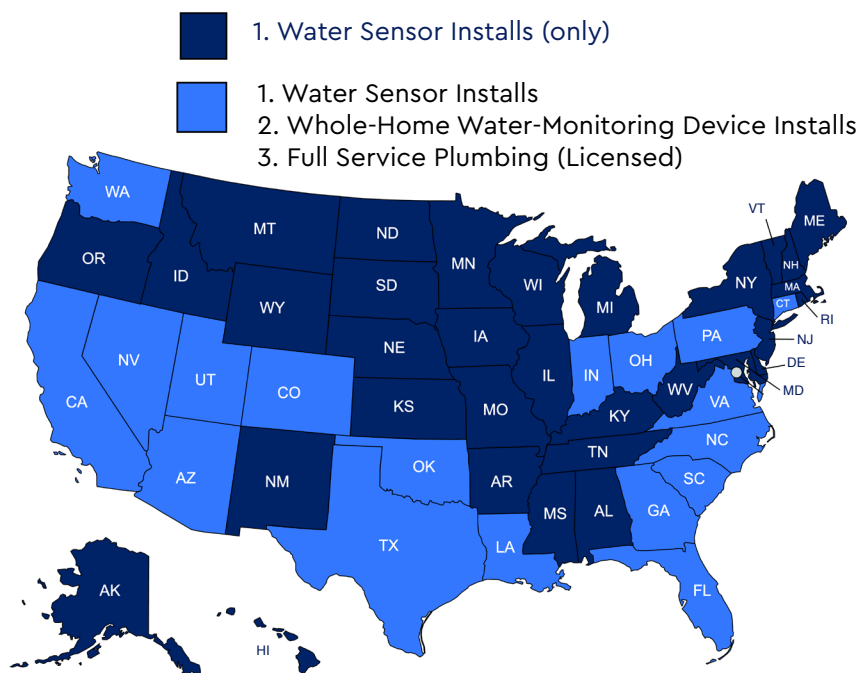 1. Water Sensor Installs (only)
1. Water Sensor Installs
2. Whole-Home Water-Monitoring Device Installs
3. Full Service Plumbing (Licensed)
WA
MT
ND
MN
OR
ID
SD
WI
MI
VT
ME
NH
NY
MA
CT
RI
WY
IA
NE
PA
NJ
NV
UT
CO
IL
IN
OH
DE
MD
WV
VA
CA
KS
MO
KY
NC
TN
AZ
NM
OK
AR
SC
MS
AL
GA
TX
LA
FL
AK
HI